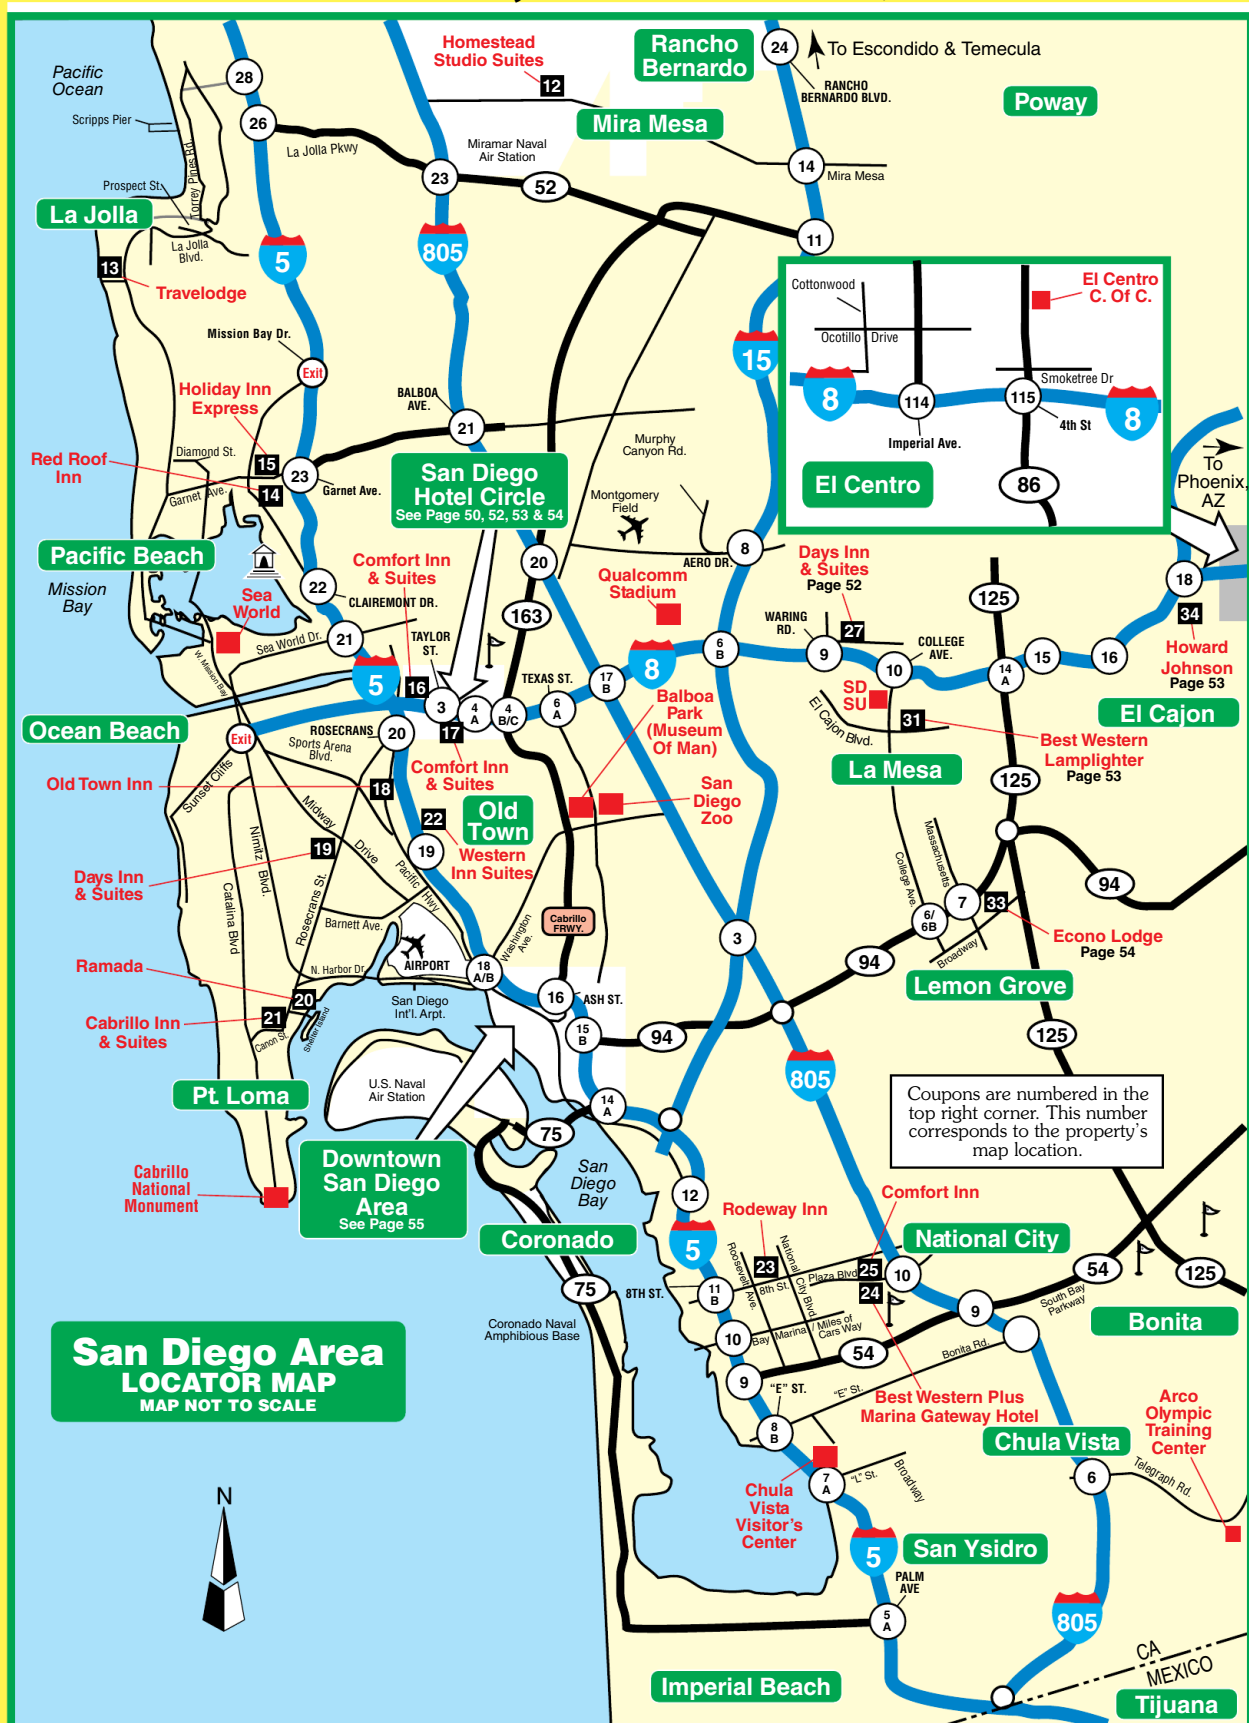 Homestead
Studio Suites
12
Rancho
Bernardo
24
To Escondido & Temecula
RANCHO
BERNARDO BLVD.
Poway
Mira Mesa
Pacific
Ocean
28
26
Scripps Pier
La Jolla Pkwy
23
Miramar Naval
Air Station
52
14
Mira Mesa
Torrey Pines Rd.
Prospect St.
La Jolla
La Jolla
Blvd.
5
805
11
13
Travelodge
Mission Bay Dr.
Exit
15
Cottonwood
Ocotillo Drive
El Centro
C. Of C.
Smoketree Dr
8
114
115
8
4th St
Imperial Ave.
El Centro
86
To
Phoenix,
AZ
Holiday Inn
Express
BALBOA
AVE.
21
Red Roof
Inn
Diamond St.
15
23
Garnet Ave.
14
Garnet Ave.
San Diego
Hotel Circle
See Page 50, 52, 53 & 54
Murphy
Canyon Rd.
Montgomery
Field
8
AERO DR.
Pacific Beach
Mission
Bay
Sea
World
22
CLAIREMONT DR.
Comfort Inn
& Suites
20
163
Qualcomm
Stadium
Days Inn
& Suites
Page 52
125
18
34
Howard
Johnson
Page 53
21
Sea World Dr.
W. Mission Bay
TAYLOR
ST.
WARING
RD.
27
9
COLLEGE
AVE.
10
6
B
8
17
B
15
16
14
A
5
16
3
4
A
4
B/C
6
A
TEXAS ST.
17
Balboa
Park
(Museum
Of Man)
SD
SU
El Cajon Blvd.
31
El Cajon
Ocean Beach
Exit
ROSECRANS
20
Sports Arena
Blvd.
Sunset Cliffs
Comfort Inn
& Suites
Best Western
Lamplighter
Page 53
La Mesa
125
Old Town Inn
18
San
Diego
Zoo
Old
Town
22
Western
Inn Suites
19
Midway
Drive
Pacific
Hwy
Nimitz
Blvd.
19
Days Inn
& Suites
Catalina Blvd
Rosecrans St.
Barnett Ave.
College Ave.
Massachusetts
94
7
33
6/
6B
Broadway
Econo Lodge
Page 54
Cabrillo
FRWY.
Washington
Ave.
3
94
Lemon Grove
Ramada
N. Harbor Dr.
AIRPORT
18
A/B
20
San Diego
Int'l. Arpt.
16
ASH ST.
Cabrillo Inn
& Suites
21
Canon St.
Shelter Island
15
B
94
125
805
Coupons are numbered in the
top right corner. This number
corresponds to the property's
map location.
Pt. Loma
U.S. Naval
Air Station
14
A
75
Downtown
San Diego
Area
See Page 55
Cabrillo
National
Monument
San
Diego
Bay
12
Coronado
5
Rodeway Inn
Comfort Inn
National City
Roosevelt Ave.
23
National
City Blvd.
Plaza Blvd
25
10
8th St.
24
54
125
75
8TH ST.
11
B
South Bay
Parkway
9
Bonita
Coronado Naval
Amphibious Base
10
Bay Marina / Miles of
Cars Way
54
Bonita Rd.
San Diego Area
LOCATOR MAP
MAP NOT TO SCALE
9
"E" ST.
"E" St.
8
B
Best Western Plus
Marina Gateway Hotel
Arco
Olympic
Training
Center
Chula Vista
6
Telegraph Rd.
Chula
Vista
Visitor's
Center
7
A
"L" St.
Broadway
N
5
San Ysidro
PALM
AVE
5
A
805
CA
MEXICO
Imperial Beach
Tijuana